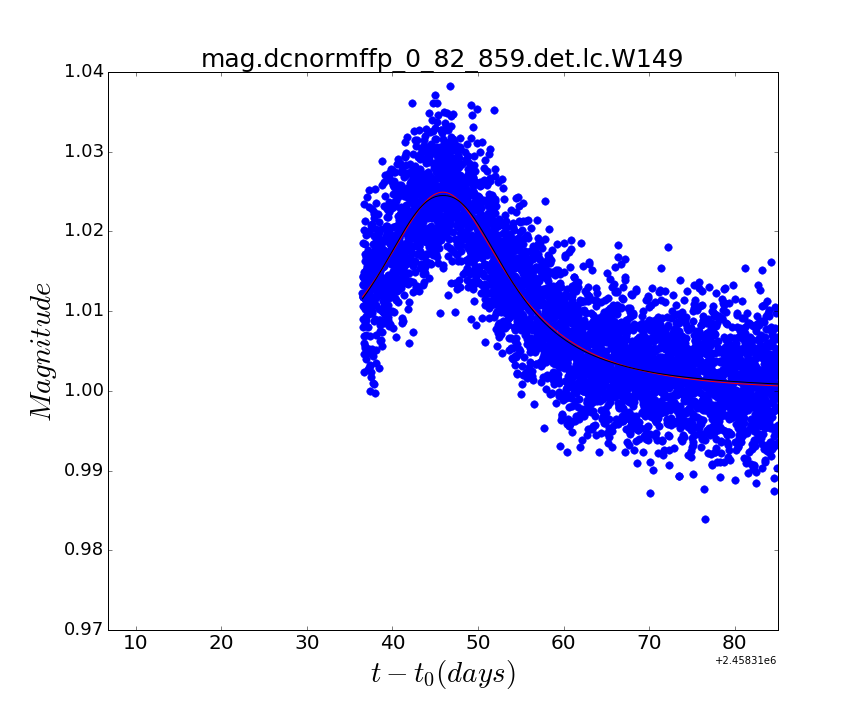 mag.dcnormffp_0_82_859.det.lc.W149
1.04
1.03
1.02
1.01
1.00
0.99
0.98
0.97
Magnitude
10 20 30 40 50 60 70 80
+2.45831e6
t − t₀(days)